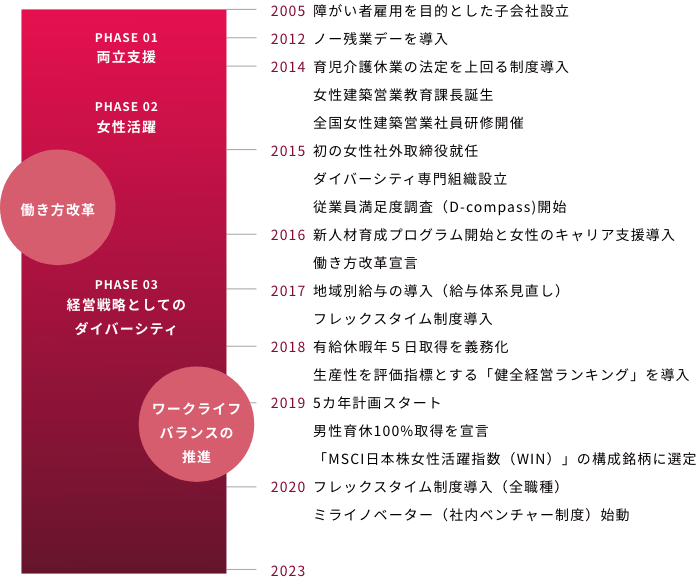 PHASE 01
両立支援
PHASE 02
女性活躍
働き方改革
PHASE 03
経営戦略としての
ダイバーシティ
ワークライフ
バランスの
推進
2005 障がい者雇用を目的とした子会社設立
2012 ノー残業デーを導入
2014 育児介護休業の法定を上回る制度導入
女性建築営業教育課長誕生
全国女性建築営業社員研修開催
2015 初の女性社外取締役就任
ダイバーシティ専門組織設立
従業員満足度調査（D-compass)開始
2016 新人材育成プログラム開始と女性のキャリア支援導入
働き方改革宣言
2017 地域別給与の導入（給与体系見直し）
フレックスタイム制度導入
2018 有給休暇年５日取得を義務化
生産性を評価指標とする「健全経営ランキング」を導入
2019 5カ年計画スタート
男性育休100%取得を宣言
「MSCI日本株女性活躍指数（WIN）」の構成銘柄に選定
2020 フレックスタイム制度導入（全職種）
ミライノベーター（社内ベンチャー制度）始動
2023